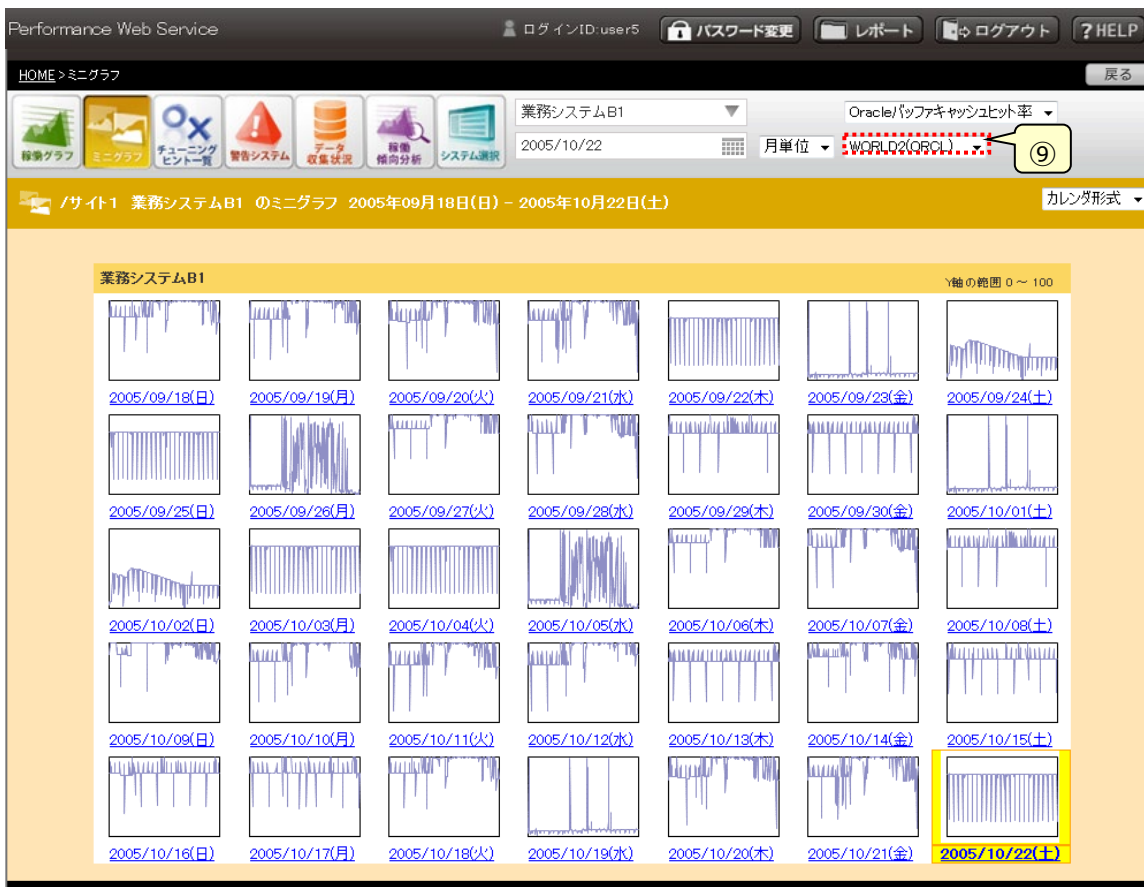 Performance Web Service
ログインID:user5
パスワード変更
レポート
ログアウト
?HELP
HOME>ミニグラフ
戻る
稼働グラフ
ミニグラフ
チューニングヒント一覧
警告システム
データ収集状況
稼働傾向分析
システム選択
業務システムB1
Oracleバッファキャッシュヒット率
2005/10/22
月単位
WORLD2(ORCL)
⑨
/サイト1 業務システムB1 のミニグラフ 2005年09月18日(日) - 2005年10月22日(土)
カレンダ形式
業務システムB1
Y軸の範囲 0 ~ 100
2005/09/18(日) 2005/09/19(月) 2005/09/20(火) 2005/09/21(水) 2005/09/22(木) 2005/09/23(金) 2005/09/24(土)
2005/09/25(日) 2005/09/26(月) 2005/09/27(火) 2005/09/28(水) 2005/09/29(木) 2005/09/30(金) 2005/10/01(土)
2005/10/02(日) 2005/10/03(月) 2005/10/04(火) 2005/10/05(水) 2005/10/06(木) 2005/10/07(金) 2005/10/08(土)
2005/10/09(日) 2005/10/10(月) 2005/10/11(火) 2005/10/12(水) 2005/10/13(木) 2005/10/14(金) 2005/10/15(土)
2005/10/16(日) 2005/10/17(月) 2005/10/18(火) 2005/10/19(水) 2005/10/20(木) 2005/10/21(金) 2005/10/22(土)